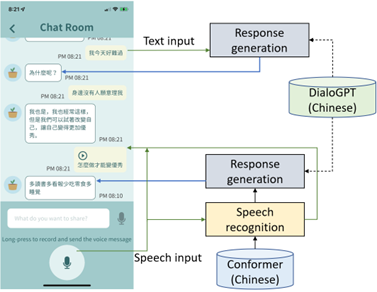 8:21
Chat Room
PM 08:21
我今天好難過
為什麼呢？
PM 08:21
身邊沒有人願意理我
PM 08:21
我也是，我也經常這樣，
但是我們可以試著改變自
己，讓自己變得更加優
秀。
PM 08:21
怎麼做才能變優秀
PM 08:21
多讀書多看報少吃零食多
睡覺
PM 08:10
What do you want to share?
Long-press to record and send the voice message
Text input
Speech input
Response
generation
DialoGPT
(Chinese)
Response
generation
Speech
recognition
Conformer
(Chinese)